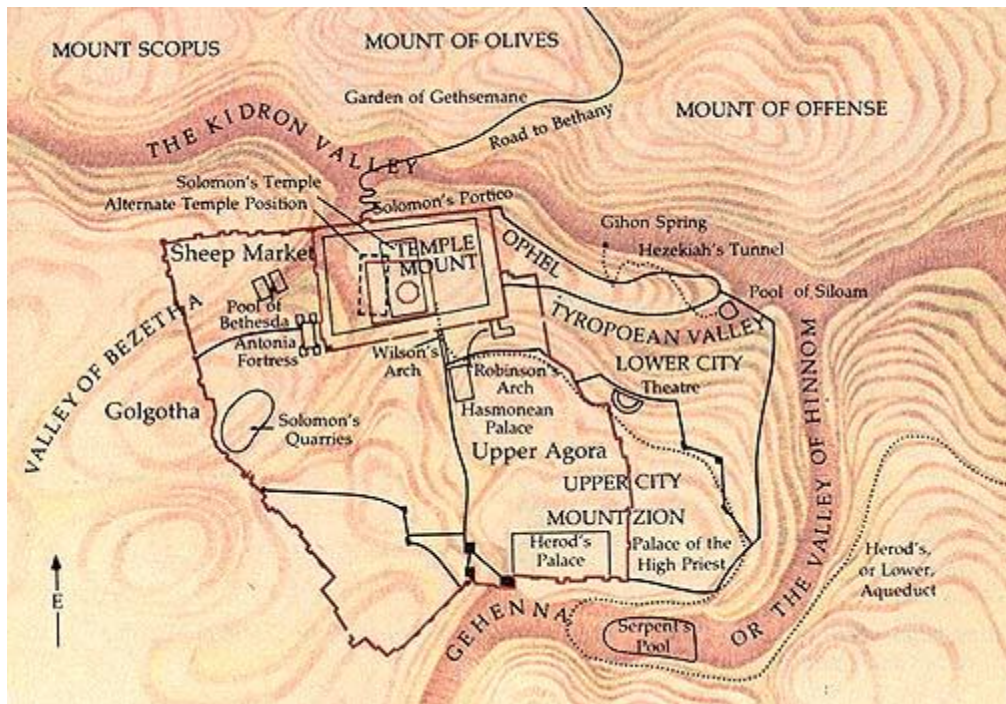 MOUNT SCOPUS
MOUNT OF OLIVES
Garden of Gethsemane
MOUNT OF OFFENSE
Road to Bethany
THE KIDRON VALLEY
Solomon's Temple
Alternate Temple Position
Solomon's Portico
Sheep Market
TEMPLE
MOUNT
OPHEL
Gihon Spring
Hezekiah's Tunnel
Pool of Siloam
Pool of
Bethesda
Antonia
Fortress
VALLEY OF BEZETHA
TYROPOEAN VALLEY
Wilson's
Arch
Robinson's
Arch
LOWER CITY
Theatre
Hasmonean
Palace
Golgotha
Solomon's
Quarries
Upper Agora
UPPER CITY
MOUNT ZION
Herod's
Palace
Palace of the
High Priest
Herod's,
or Lower,
Aqueduct
E
GEHENNA
OR THE VALLEY OF HINNOM
Serpent's
Pool